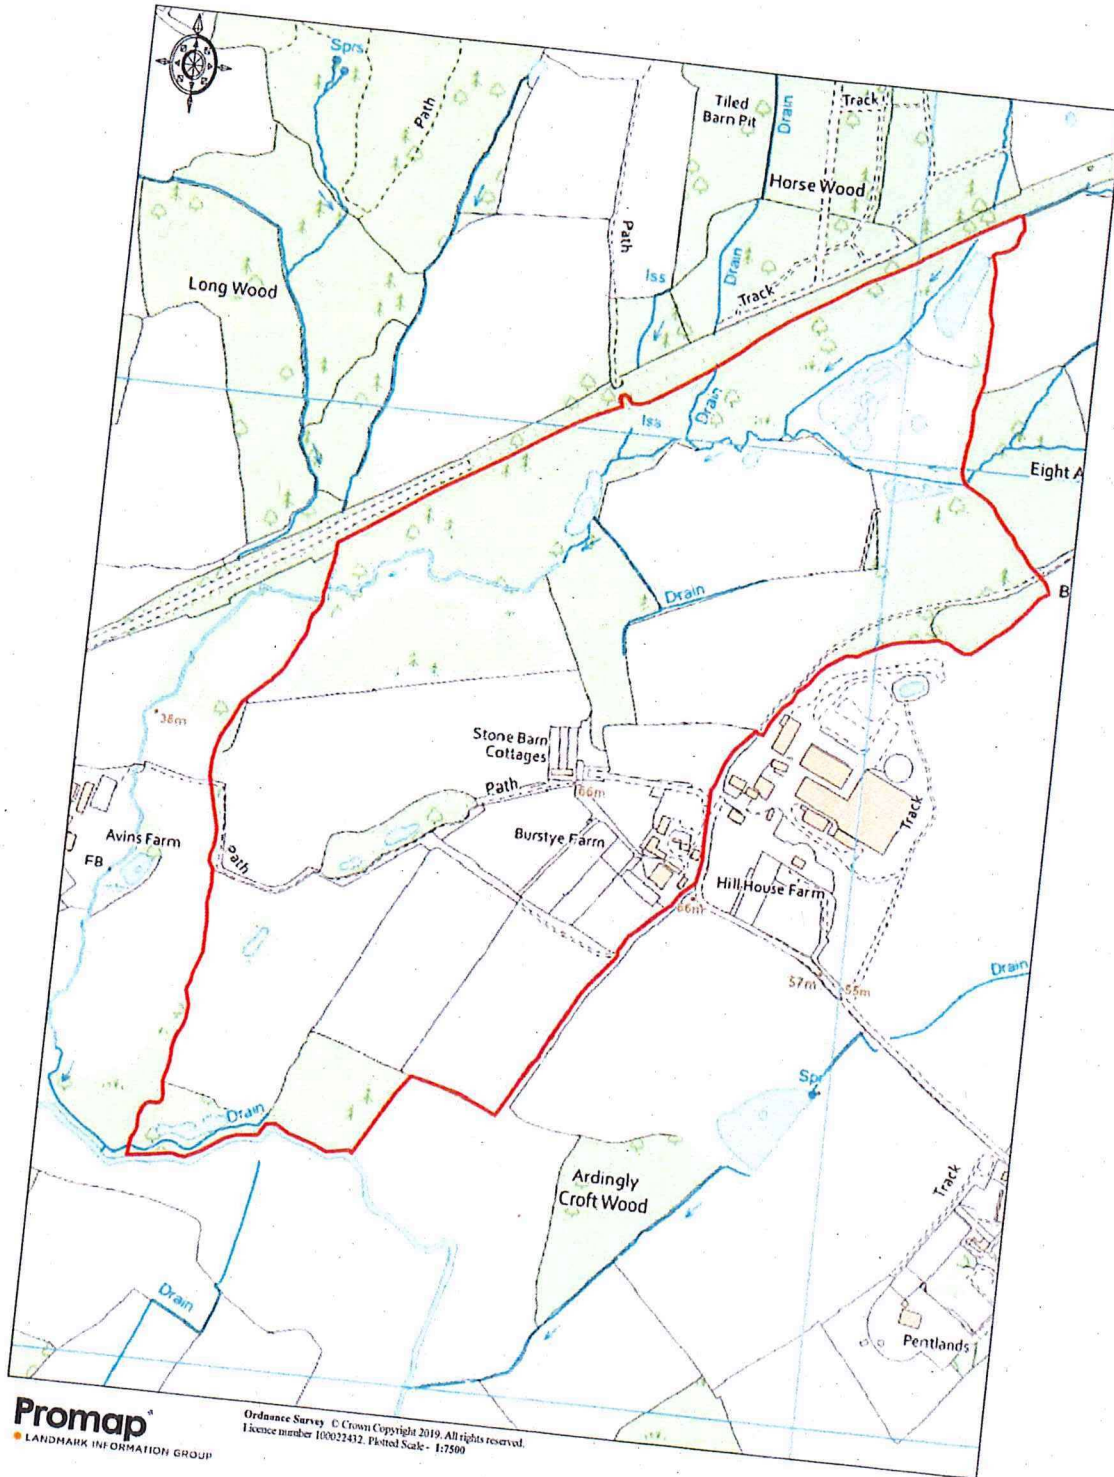 Sprs
Path
Tiled
Barn Pit
Drain
Track
Horse Wood
Path
Long Wood
Iss
Drain
Track
Iss
Drain
Eight A
Drain
B
38m
Stone Barn
Cottages
Path
66m
Avins Farm
FB
Path
Burstye Farm
Hill House Farm
66m
Track
57m
55m
Drain
Spr
Drain
Ardingly
Croft Wood
Track
Drain
Pentlands
Promap
LANDMARK INFORMATION GROUP
Ordnance Survey © Crown Copyright 2019. All rights reserved.
Licence number 100022432. Plotted Scale - 1:7500